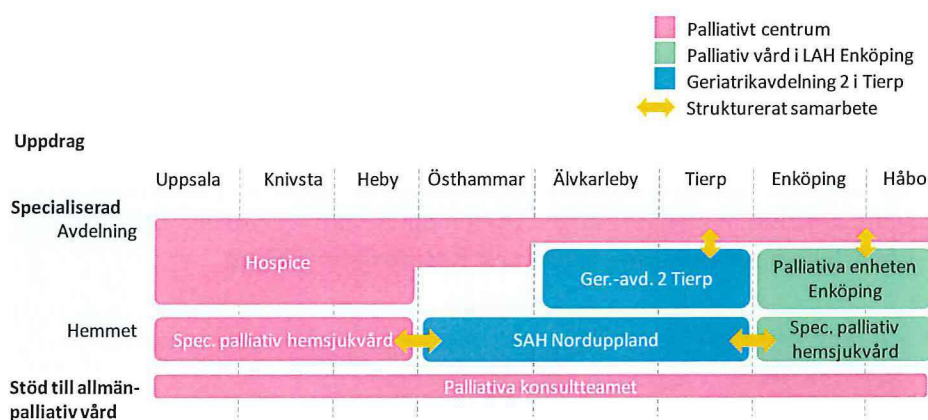 Palliativt centrum
Palliativ vård i LAH Enköping
Geriatrikavdelning 2 i Tierp
Strukturerat samarbete
Uppdrag
Uppsala Knivsta Heby Östhammar Älvkarleby Tierp Enköping Håbo
Specialiserad
Avdelning
Hospice
Ger.-avd. 2 Tierp
Palliativa enheten
Enköping
Hemmet
Spec. palliativ hemsjukvård
SAH Norduppland
Spec. palliativ
hemsjukvård
Stöd till allmän-
palliativ vård
Palliativa konsultteamet